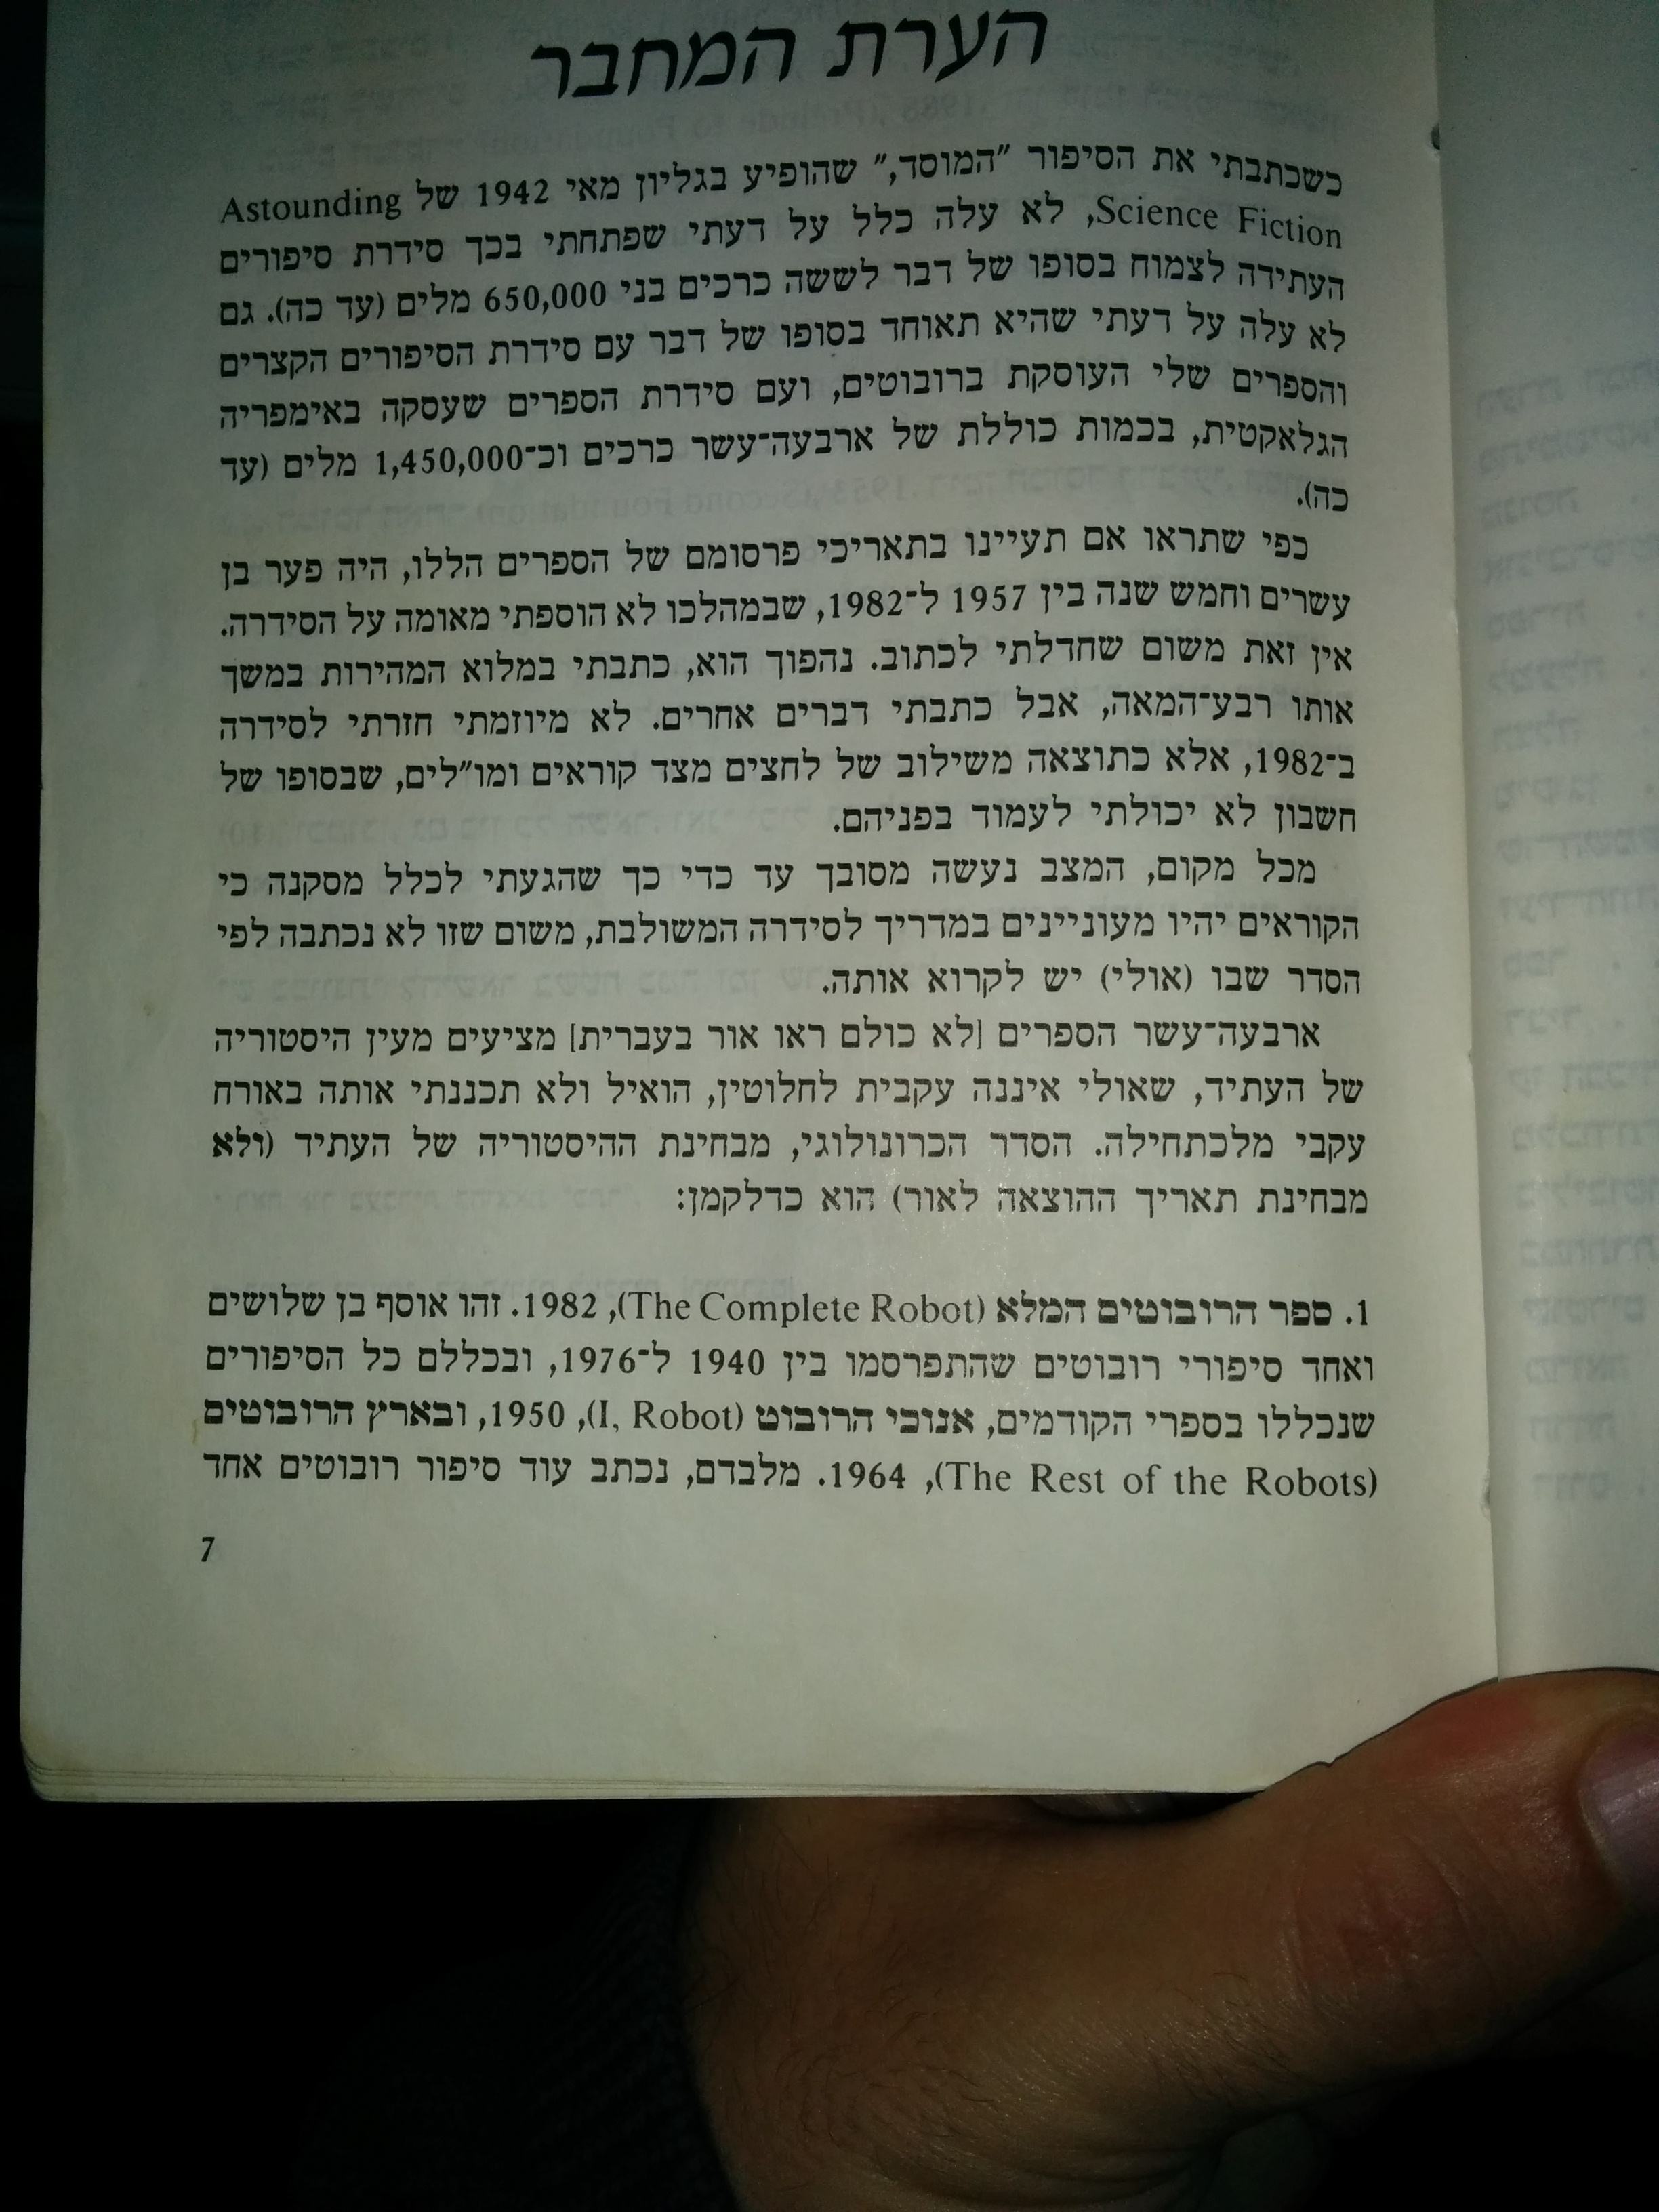 הערת המחבר
כשכתבתי את הסיפור "המוסד," שהופיע בגליון מאי 1942 של Astounding
Science Fiction, לא עלה כלל על דעתי שפתחתי בכך סידרת סיפורים
העתידה לצמוח בסופו של דבר לששה כרכים בני 650,000 מלים (עד כה). גם
לא עלה על דעתי שהיא תאוחד בסופו של דבר עם סידרת הסיפורים הקצרים
והספרים שלי העוסקת ברובוטים, ועם סידרת הספרים שעסקה באימפריה
הגלאקטית, בכמות כוללת של ארבעה־עשר כרכים וכ־1,450,000 מלים (עד
כה).
כפי שתראו אם תעיינו בתאריכי פרסומם של הספרים הללו, היה פער בן
עשרים וחמש שנה בין 1957 ל־1982, שבמהלכו לא הוספתי מאומה על הסידרה.
אין זאת משום שחדלתי לכתוב. נהפוך הוא, כתבתי במלוא המהירות במשך
אותו רבע־המאה, אבל כתבתי דברים אחרים. לא מיוזמתי חזרתי לסידרה
ב־1982, אלא כתוצאה משילוב של לחצים מצד קוראים ומו"לים, שבסופו של
חשבון לא יכולתי לעמוד בפניהם.
מכל מקום, המצב נעשה מסובך עד כדי כך שהגעתי לכלל מסקנה כי
הקוראים יהיו מעוניינים במדריך לסידרה המשולבת, משום שזו לא נכתבה לפי
הסדר שבו (אולי) יש לקרוא אותה.
ארבעה־עשר הספרים [לא כולם ראו אור בעברית] מציעים מעין היסטוריה
של העתיד, שאולי איננה עקבית לחלוטין, הואיל ולא תכננתי אותה באורח
עקבי מלכתחילה. הסדר הכרונולוגי, מבחינת ההיסטוריה של העתיד (ולא
מבחינת תאריך ההוצאה לאור) הוא כדלקמן:
1. ספר הרובוטים המלא (The Complete Robot), 1982. זהו אוסף בן שלושים
ואחד סיפורי רובוטים שהתפרסמו בין 1940 ל־1976, ובכללם כל הסיפורים
שנכללו בספרי הקודמים, אנוכי הרובוט (I, Robot), 1950, ובארץ הרובוטים
(The Rest of the Robots), 1964. מלבדם, נכתב עוד סיפור רובוטים אחד
7